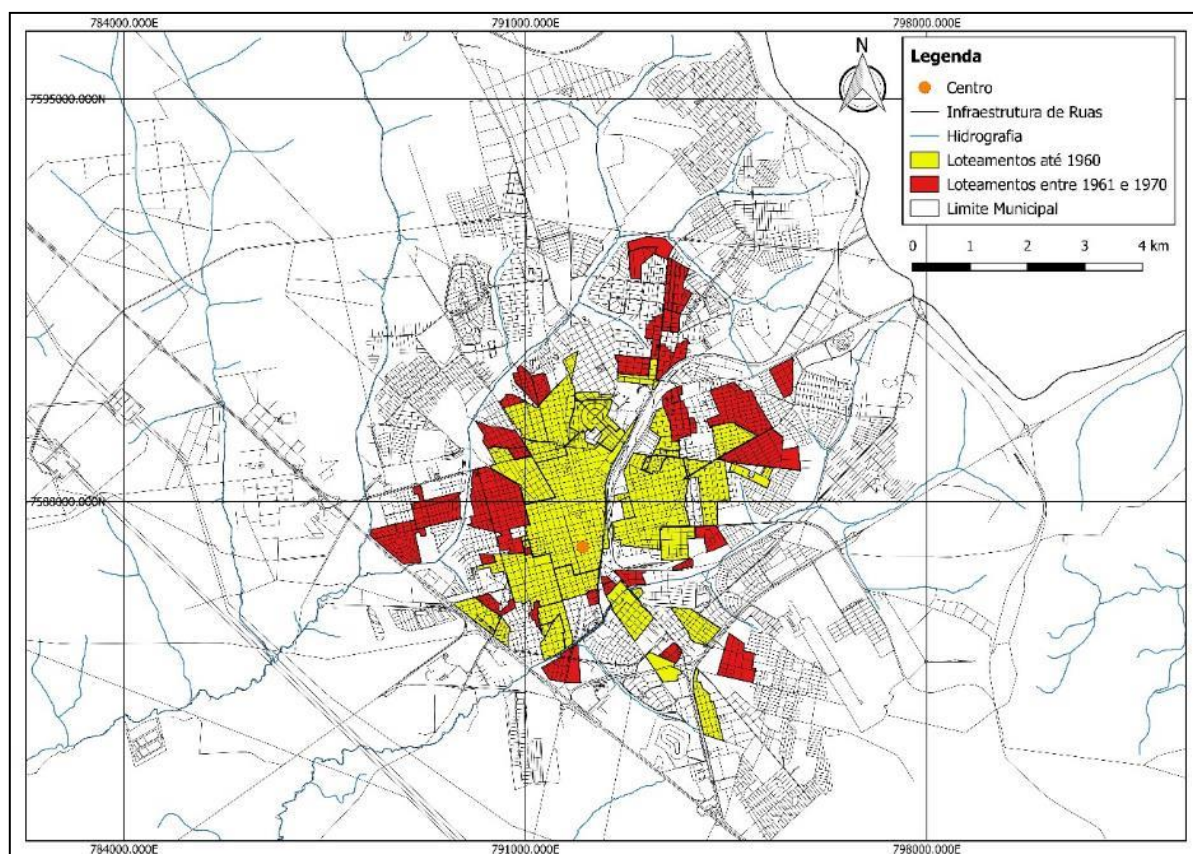 784000.000E 791000.000E 798000.000E
N
Legenda
Centro
Infraestrutura de Ruas
Hidrografia
Loteamentos até 1960
Loteamentos entre 1961 e 1970
Limite Municipal
0 1 2 3 4 km
7595000.000N
7588000.000N
784000.000E 791000.000E 798000.000E